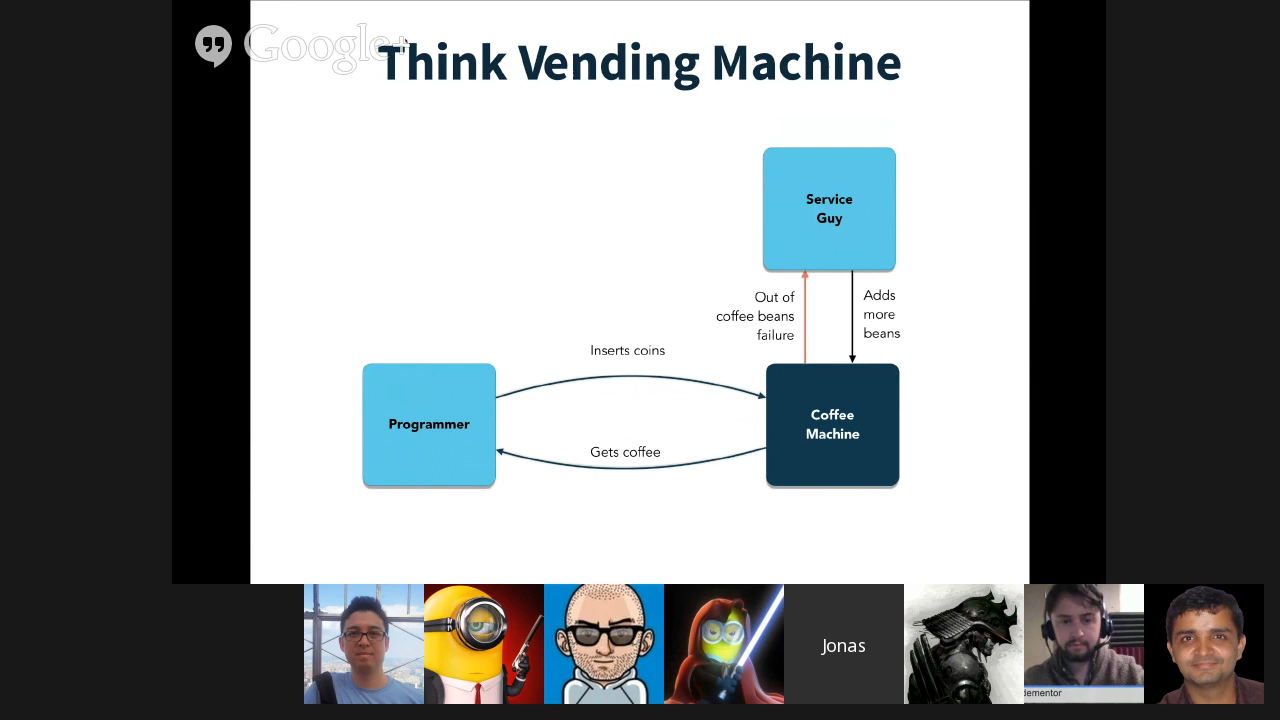 Google+
Think Vending Machine
Service
Guy
Out of
coffee beans
failure
Adds
more
beans
Inserts coins
Programmer
Coffee
Machine
Gets coffee
Jonas
dementor